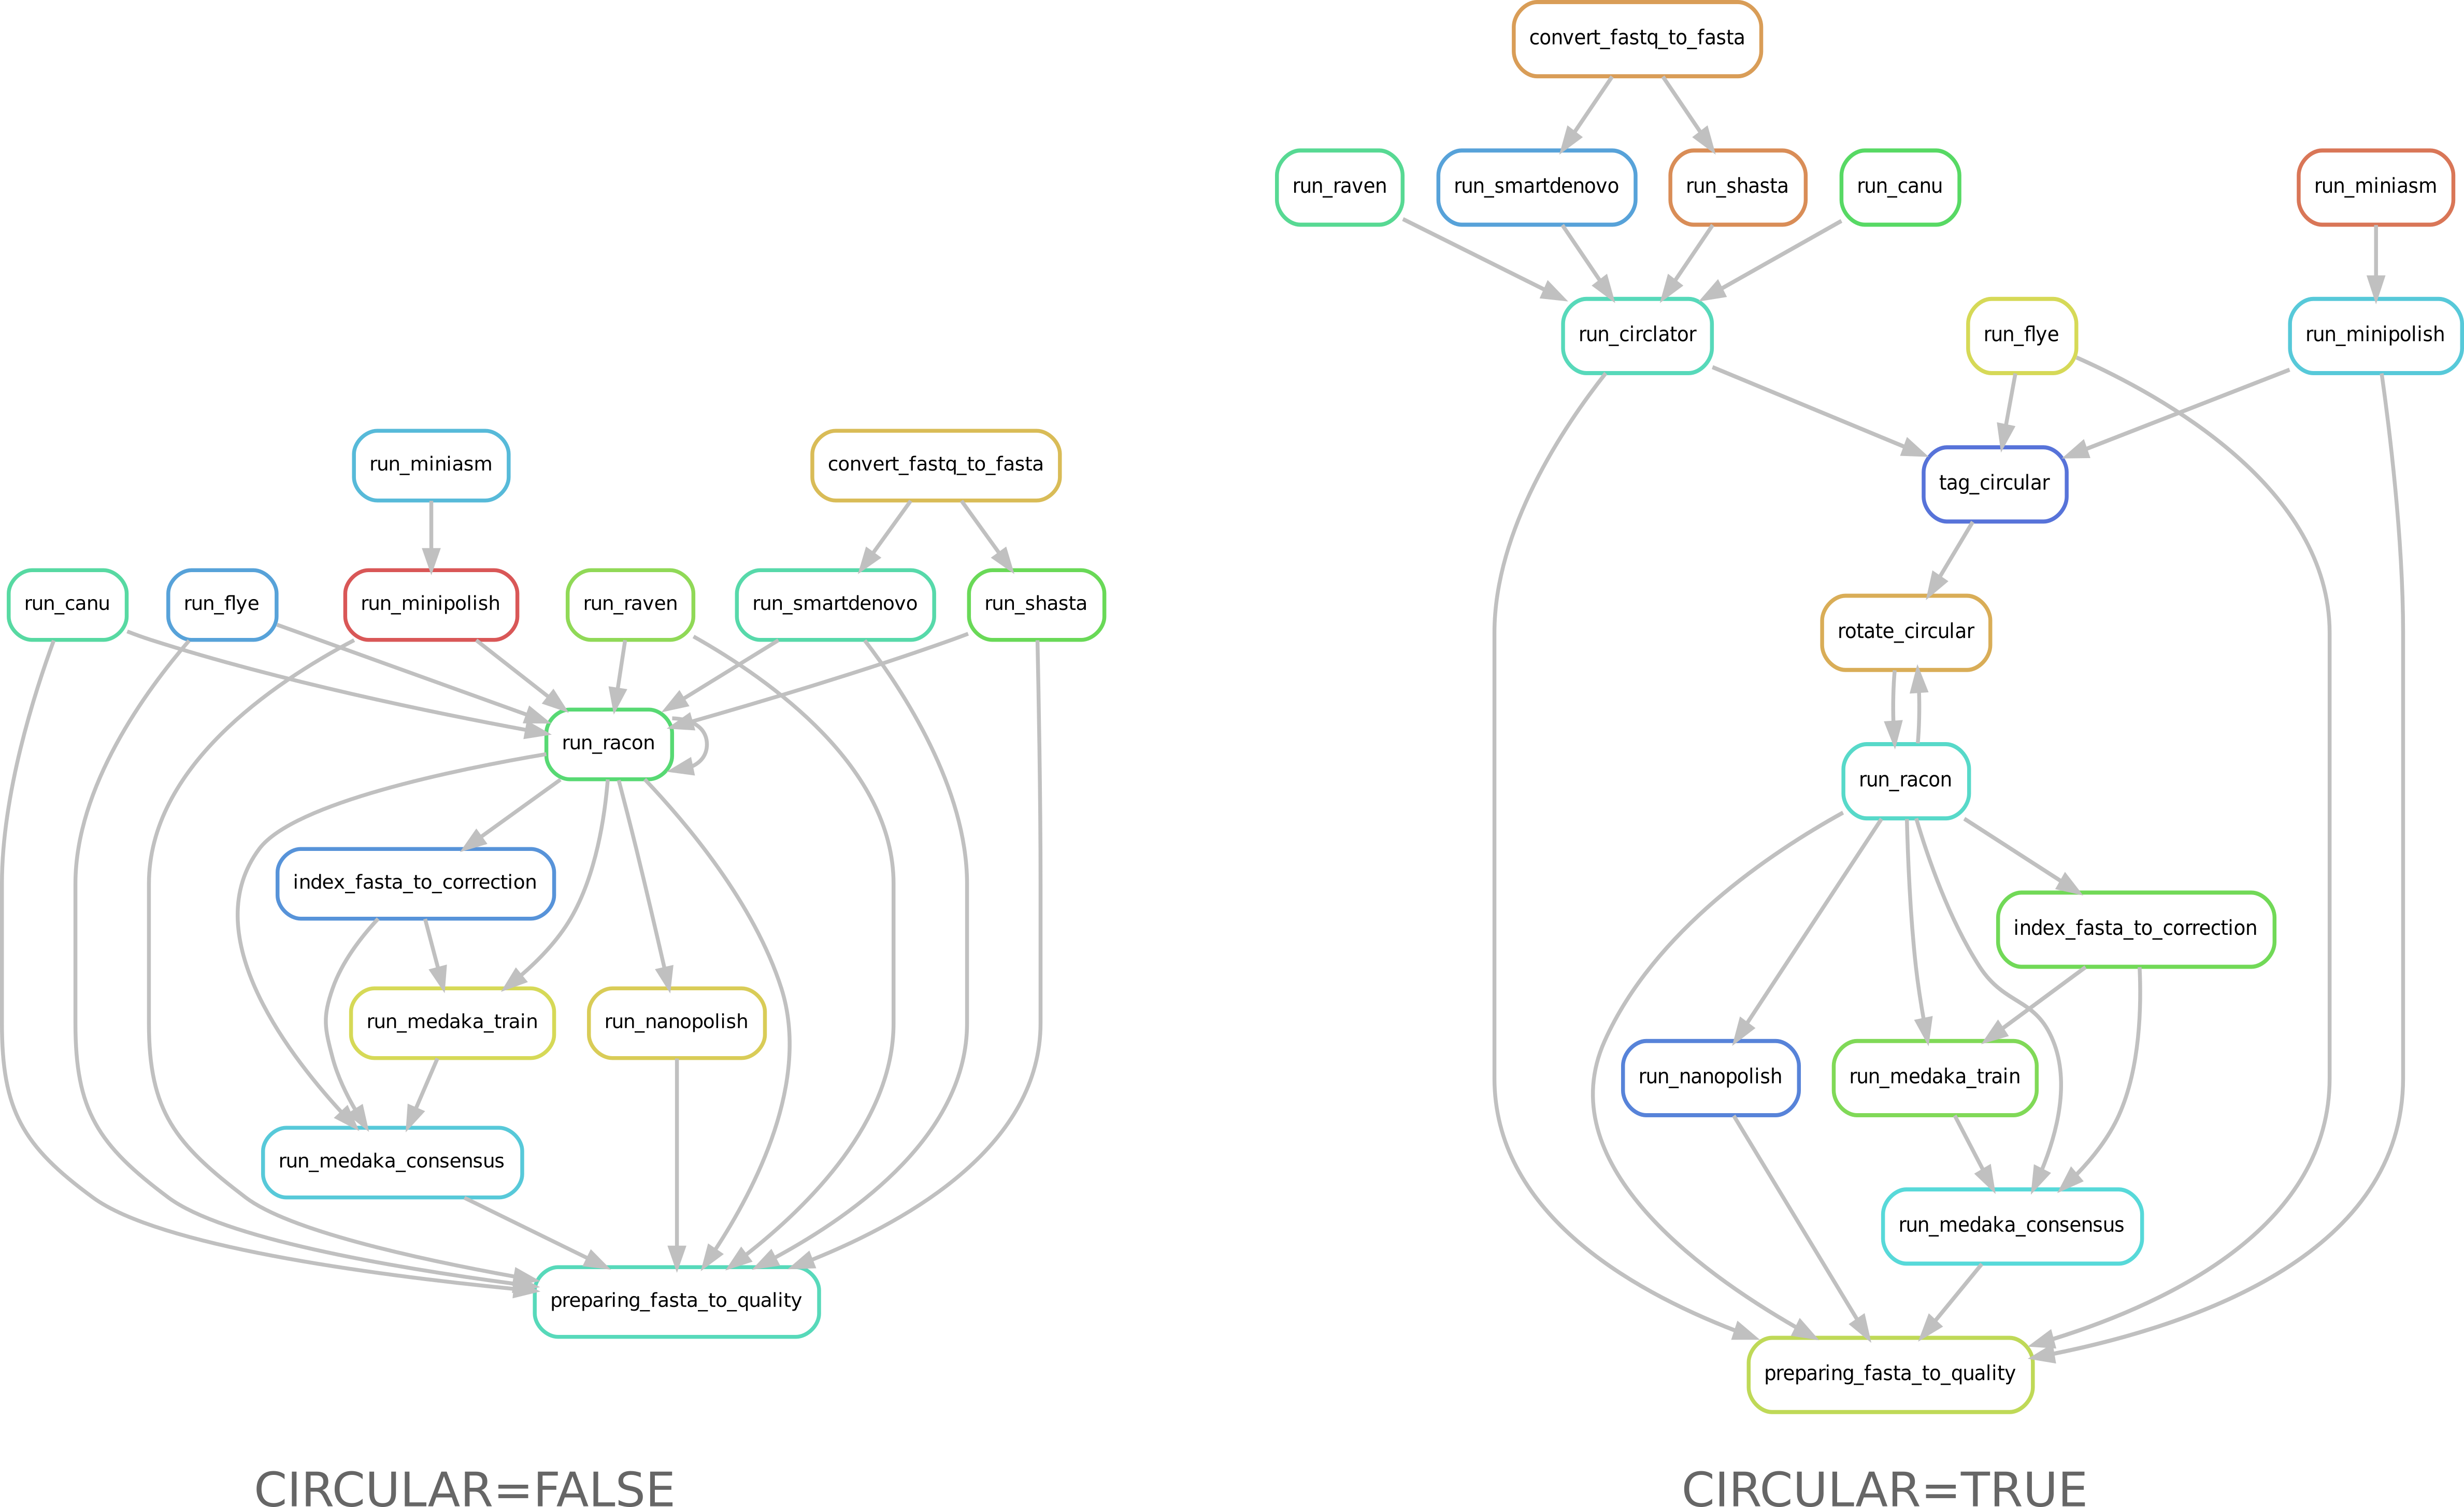 run_miniasm
convert_fastq_to_fasta
run_canu
run_flye
run_minipolish
run_raven
run_smartdenovo
run_shasta
run_racon
index_fasta_to_correction
run_medaka_train
run_nanopolish
run_medaka_consensus
preparing_fasta_to_quality
CIRCULAR=FALSE
convert_fastq_to_fasta
run_raven
run_smartdenovo
run_shasta
run_canu
run_miniasm
run_circlator
run_flye
run_minipolish
tag_circular
rotate_circular
run_racon
index_fasta_to_correction
run_nanopolish
run_medaka_train
run_medaka_consensus
preparing_fasta_to_quality
CIRCULAR=TRUE